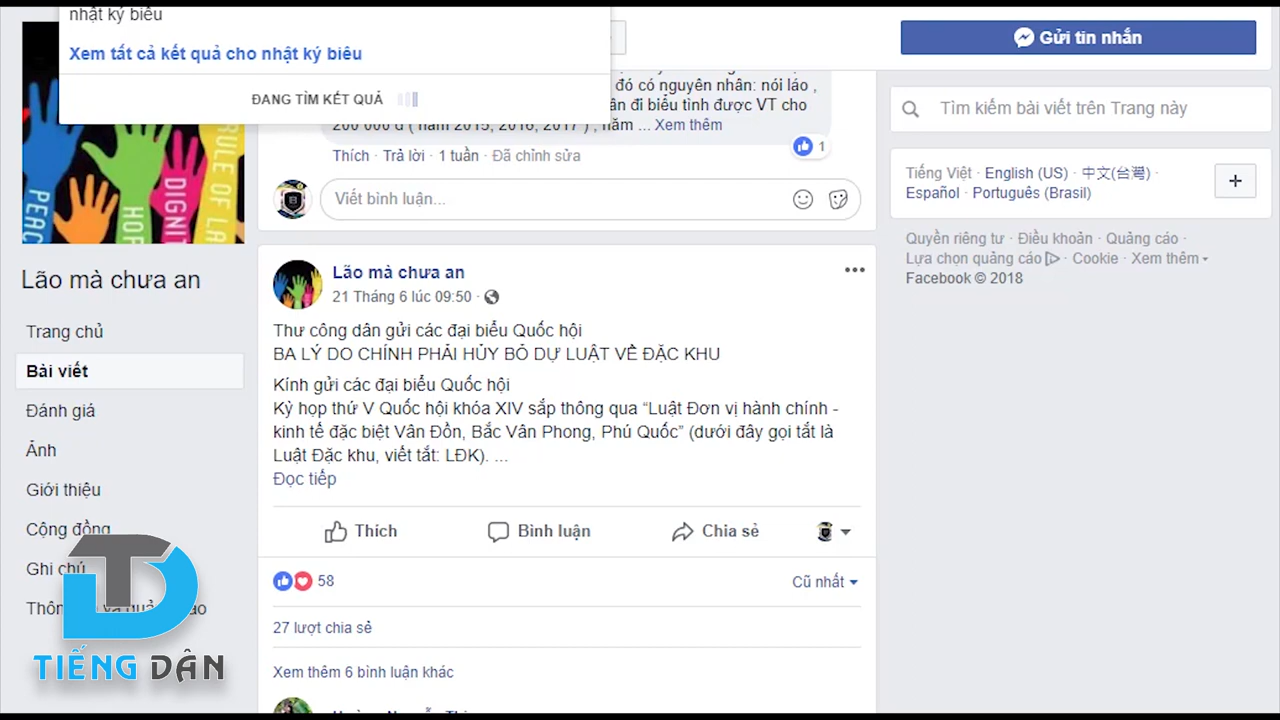 nhật ký biểu
Xem tất cả kết quả cho nhật ký biêu
ĐANG TÌM KẾT QUẢ
Gửi tin nhắn
đó có nguyên nhân: nói láo ,
ân đi biểu tình được VT cho
200 000 đ ( năm 2015, 2016, 2017 ) , năm ... Xem thêm
Thích · Trả lời · 1 tuần · Đã chỉnh sửa
1
Viết bình luận...
Tìm kiếm bài viết trên Trang này
Tiếng Việt · English (US) · 中文(台灣) ·
Español · Português (Brasil)
Quyền riêng tư · Điều khoản · Quảng cáo ·
Lựa chọn quảng cáo · Cookie · Xem thêm
Facebook © 2018
PEAC
HOP
DIGNIT
RULE OF LA
Lão mà chưa an
Trang chủ
Bài viết
Đánh giá
Ảnh
Giới thiệu
Cộng đồng
Ghi chú
Lão mà chưa an
21 Tháng 6 lúc 09:50
Thư công dân gửi các đại biểu Quốc hội
BA LÝ DO CHÍNH PHẢI HỦY BỎ DỰ LUẬT VỀ ĐẶC KHU
Kính gửi các đại biểu Quốc hội
Kỳ họp thứ V Quốc hội khóa XIV sắp thông qua “Luật Đơn vị hành chính -
kinh tế đặc biệt Vân Đồn, Bắc Vân Phong, Phú Quốc” (dưới đây gọi tắt là
Luật Đặc khu, viết tắt: LĐK). ...
Đọc tiếp
Thích
Bình luận
Chia sẻ
58
Cũ nhất
27 lượt chia sẻ
Xem thêm 6 bình luận khác
TIẾNG DÂN